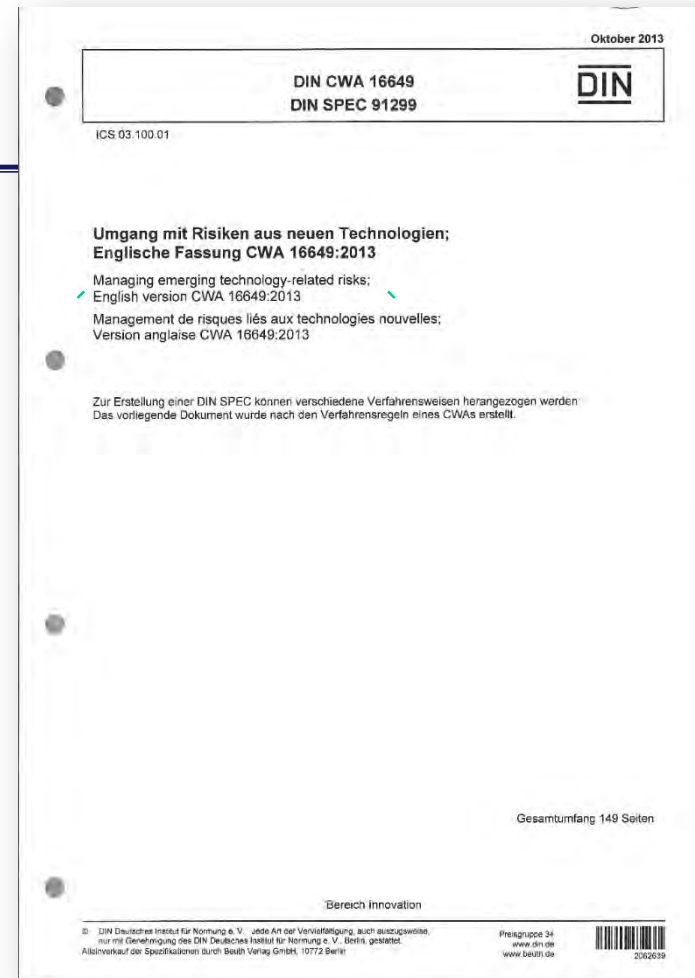 Oktober 2013
DIN CWA 16649
DIN SPEC 91299
DIN
ICS 03.100.01
Umgang mit Risiken aus neuen Technologien;
Englische Fassung CWA 16649:2013
Managing emerging technology-related risks;
English version CWA 16649:2013
Management de risques liés aux technologies nouvelles;
Version anglaise CWA 16649:2013
Zur Erstellung einer DIN SPEC können verschiedene Verfahrensweisen herangezogen werden
Das vorliegende Dokument wurde nach den Verfahrensregeln eines CWAs erstellt.
Gesamtumfang 149 Seiten
Bereich Innovation
© DIN Deutsches Institut für Normung e. V. Jede Art der Vervielfältigung, auch auszugsweise,
nur mit Genehmigung des DIN Deutsches Institut für Normung e. V., Berlin, gestattet.
Alleinverkauf der Spezifikationen durch Beuth Verlag GmbH, 10772 Berlin
Preisgruppe 34
www.din.de
www.beuth.de
2062639